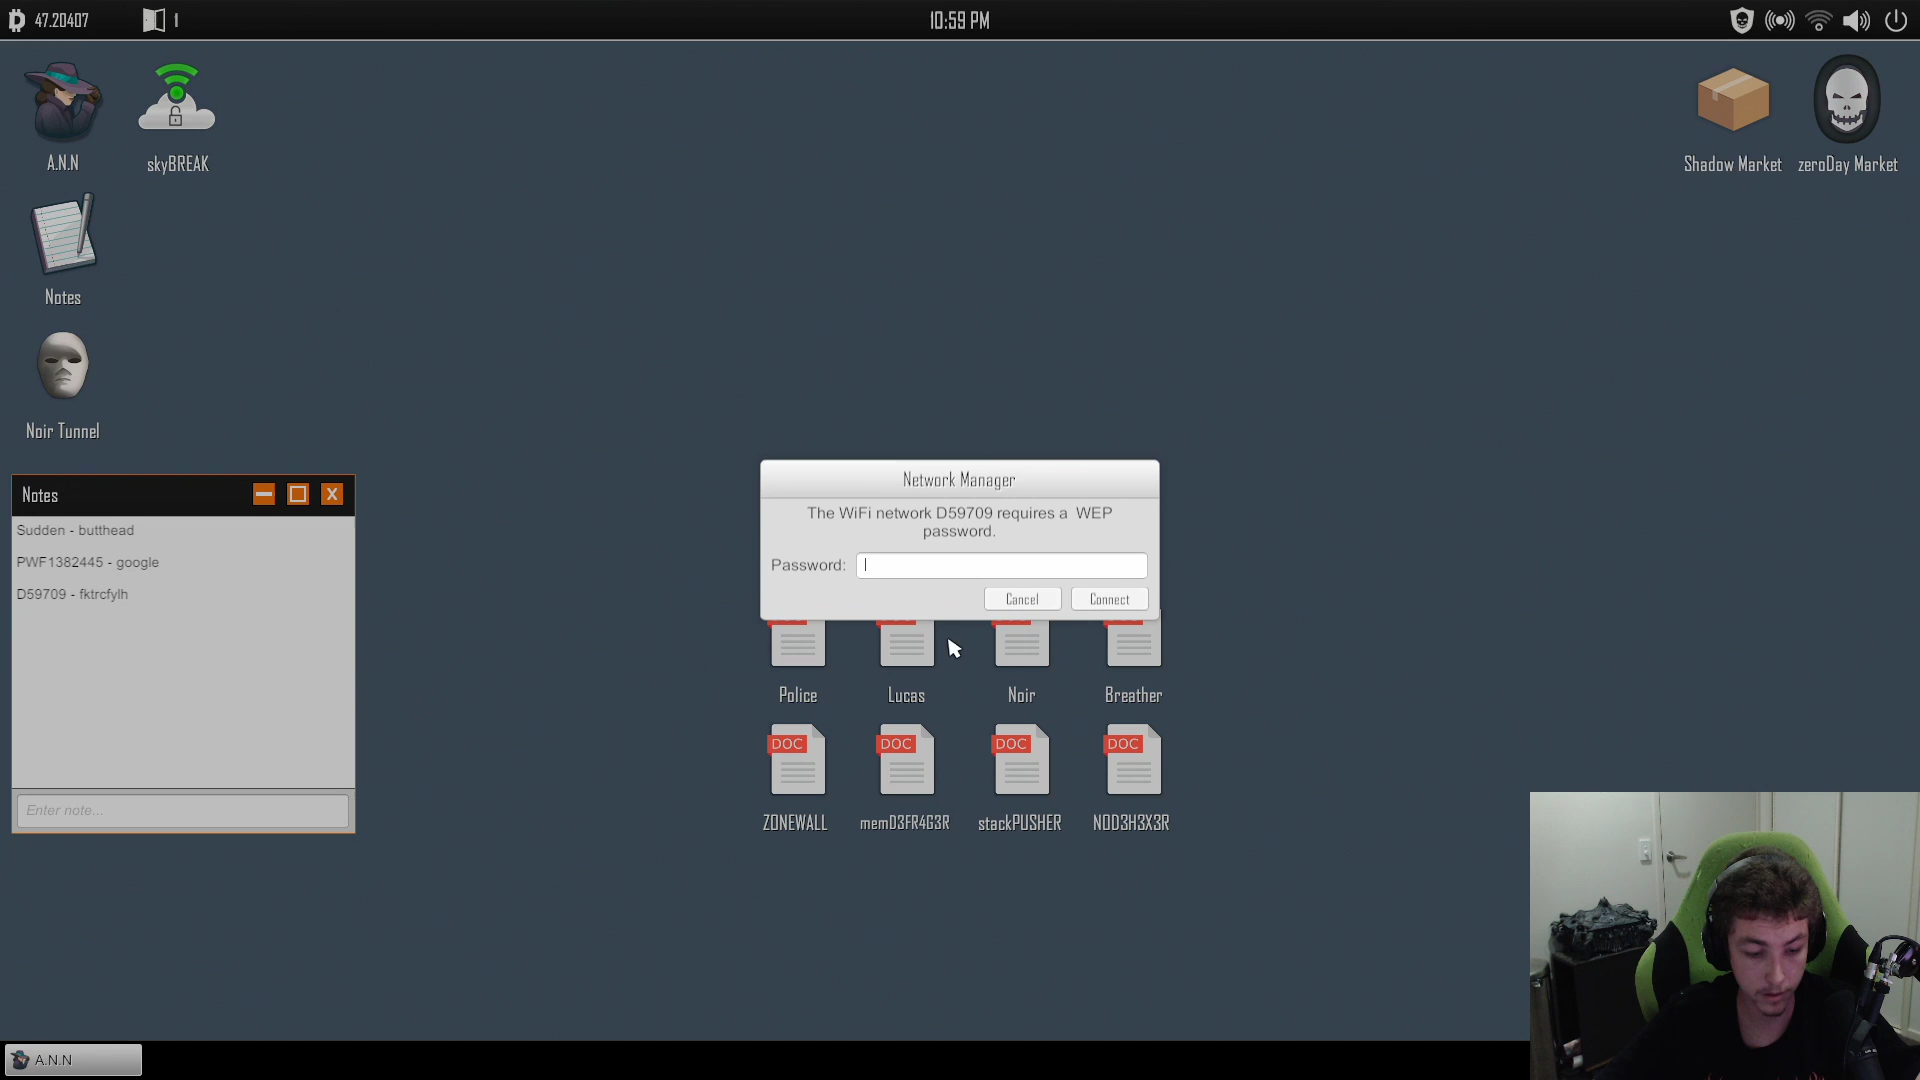 47.20407
1
10:59 PM
A.N.N
skyBREAK
Shadow Market
zeroDay Market
Notes
Noir Tunnel
Notes
X
Sudden - butthead
PWF1382445 - google
D59709 - fktrcfylh
Enter note...
Network Manager
The WiFi network D59709 requires a WEP
password.
Password:
Cancel
Connect
Police
Lucas
Noir
Breather
DOC
DOC
DOC
DOC
ZONEWALL
memD3FR4G3R
stackPUSHER
N0D3H3X3R
A.N.N